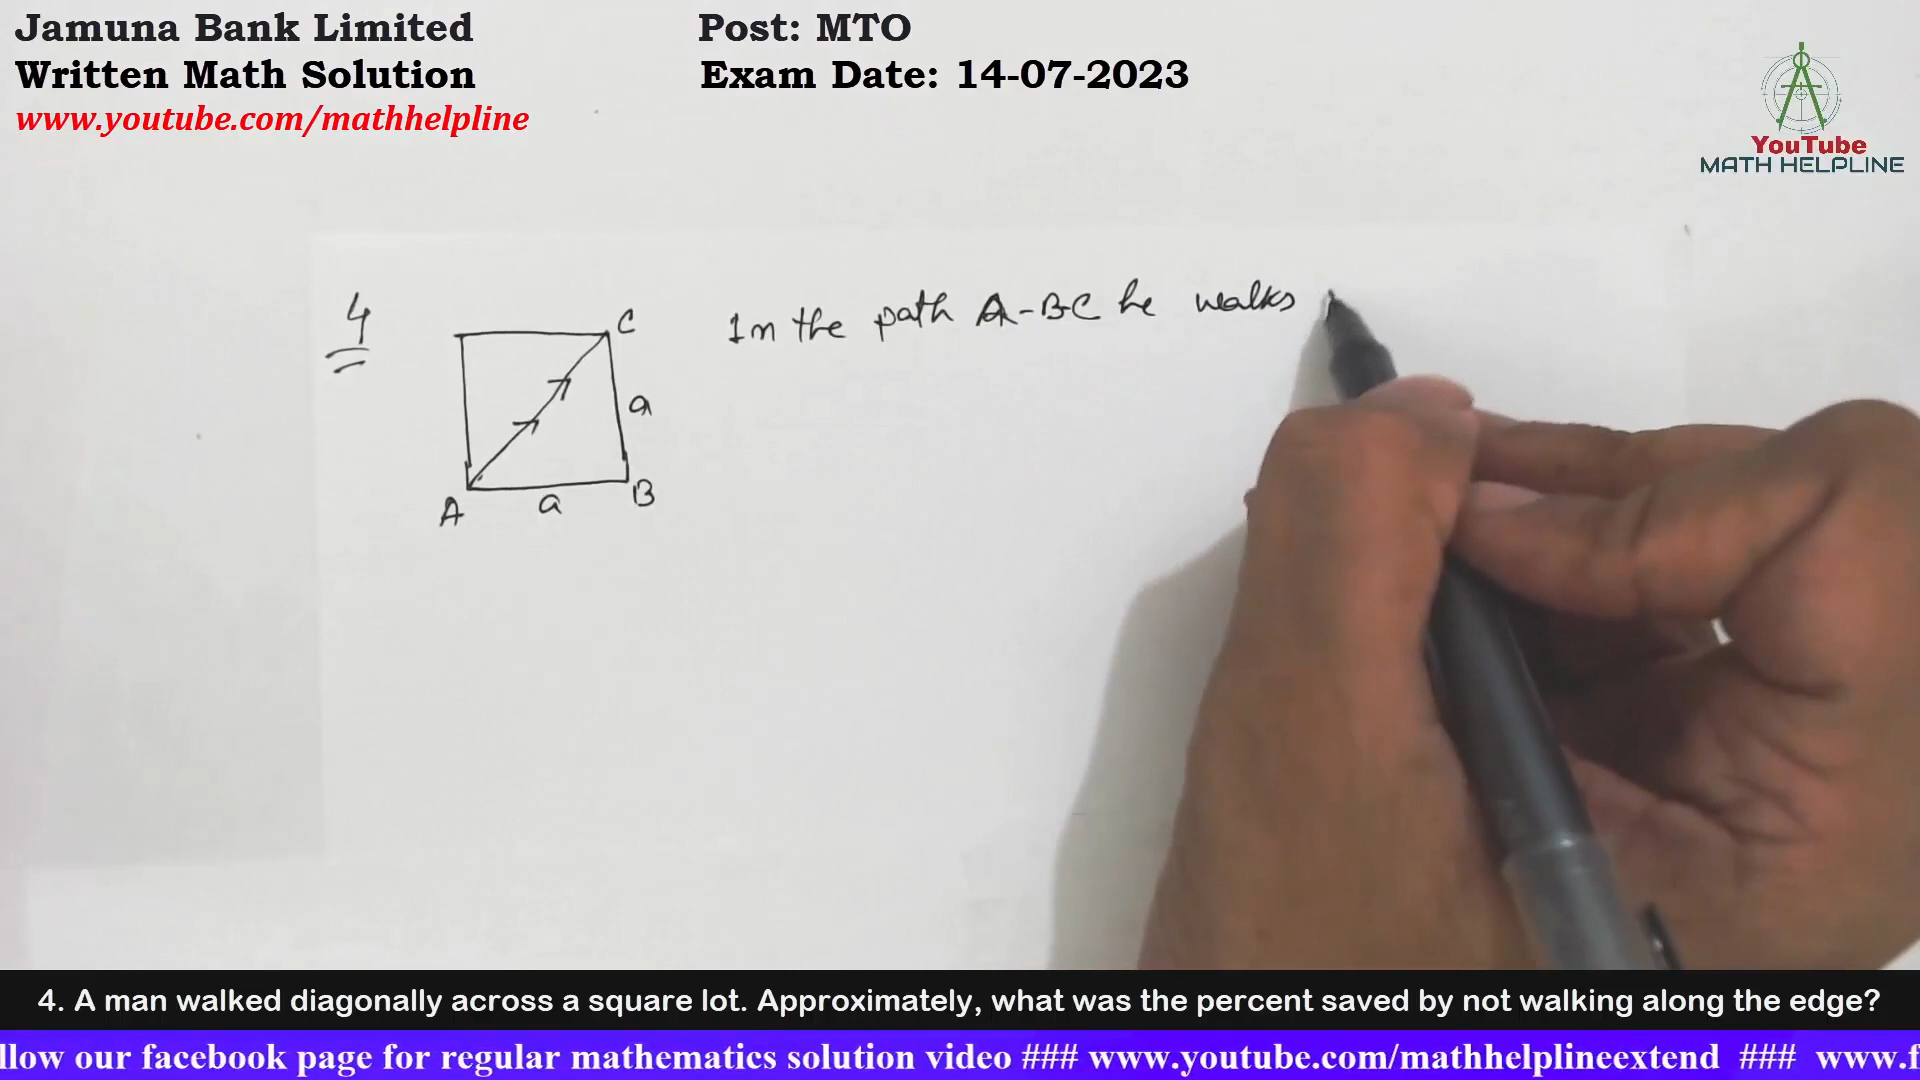 Jamuna Bank Limited
Post: MTO
Written Math Solution
Exam Date: 14-07-2023
www.youtube.com/mathhelpline
YouTube
MATH HELPLINE
4
In the path A-BC he walks
C
a
A
a
B
4. A man walked diagonally across a square lot. Approximately, what was the percent saved by not walking along the edge?
llow our facebook page for regular mathematics solution video ### www.youtube.com/mathhelplineextend ### www.f